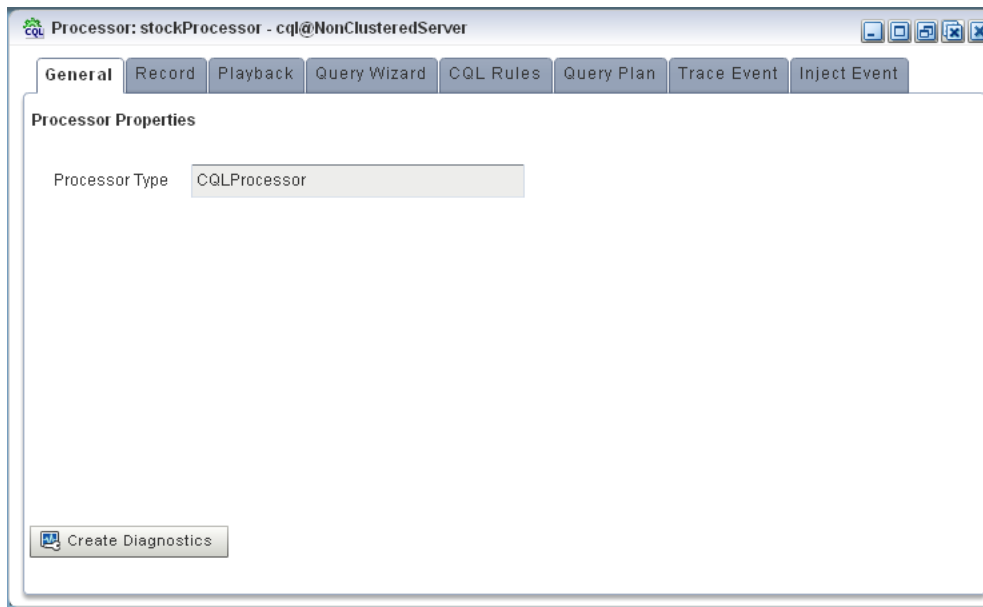 CQL Processor: stockProcessor - cql@NonClusteredServer
General Record Playback Query Wizard CQL Rules Query Plan Trace Event Inject Event
Processor Properties
Processor Type CQLProcessor
Create Diagnostics